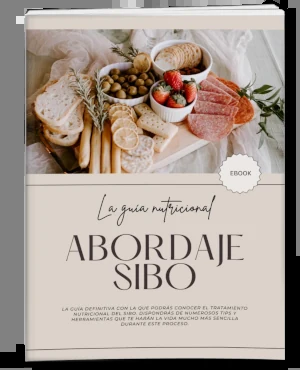 EBOOK
La guía nutricional
ABORDAJE
SIBO
LA GUÍA DEFINITIVA CON LA QUE PODRÁS CONOCER EL TRATAMIENTO
NUTRICIONAL DEL SIBO. DISPONDRÁS DE NUMEROSOS TIPS Y
HERRAMIENTAS QUE TE HARÁN LA VIDA MUCHO MÁS SENCILLA
DURANTE ESTE PROCESO.